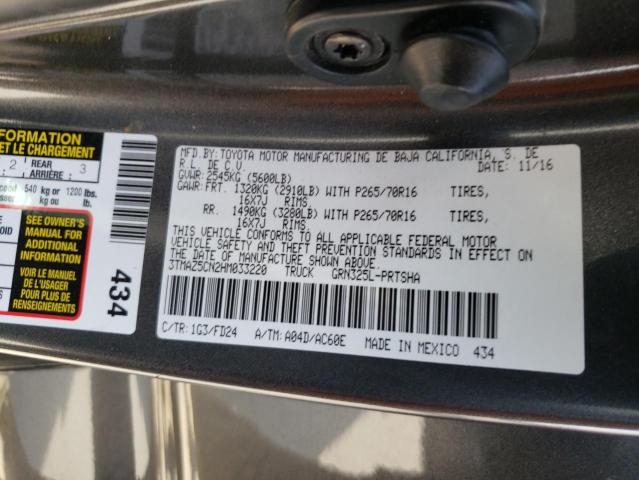 FORMATION
ET LE CHARGEMENT
2 REAR ARRIÈRE : 3
540 kg or 1200 lbs.
kg ou lb.
SEE OWNER'S
MANUAL FOR
ADDITIONAL
INFORMATION
VOIR LE MANUEL
DE L'USAGER
POUR PLUS DE
RENSEIGNEMENTS
434
MFD. BY: TOYOTA MOTOR MANUFACTURING DE BAJA CALIFORNIA, S. DE
R.L. DE C.V. DATE: 11/16
GVWR: 2545KG (5600LB)
GAWR: FRT. 1320KG (2910LB) WITH P265/70R16 TIRES,
16X7J RIMS
RR. 1490KG (3280LB) WITH P265/70R16 TIRES,
16X7J RIMS.
THIS VEHICLE CONFORMS TO ALL APPLICABLE FEDERAL MOTOR
VEHICLE SAFETY AND THEFT PREVENTION STANDARDS IN EFFECT ON
THE DATE OF MANUFACTURE SHOWN ABOVE.
3TMAZ5CN2HM033220 TRUCK GRN325L-PRTSHA
C/TR: 1G3/FD24 A/TM: A04D/AC60E MADE IN MEXICO 434